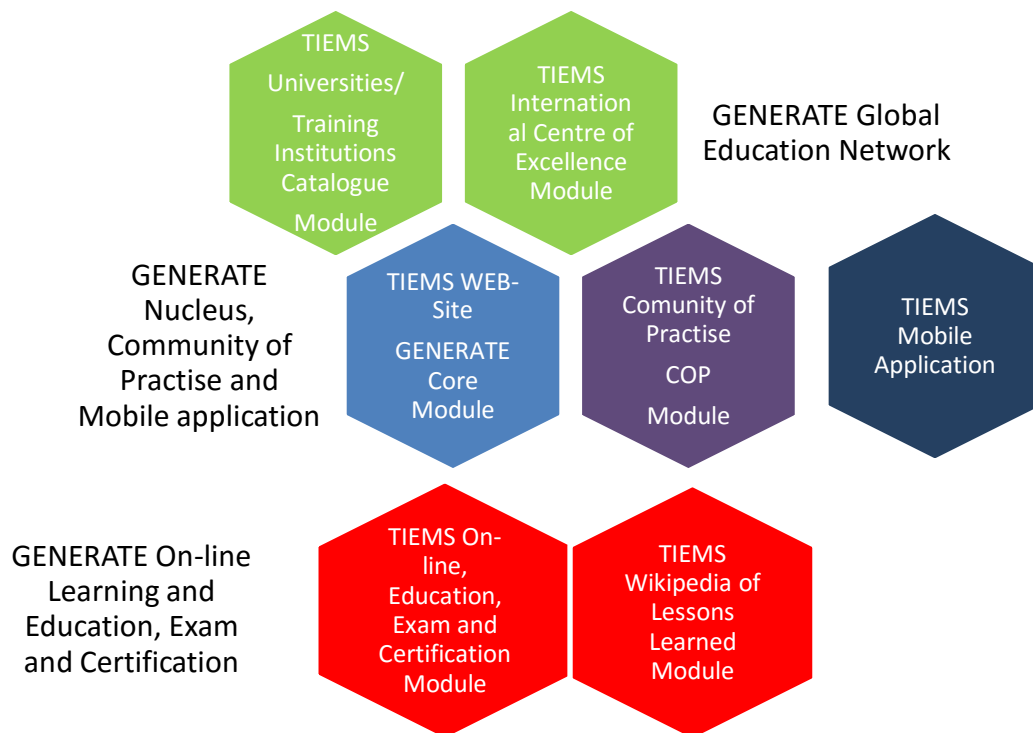 TIEMS
Universities/
Training
Institutions
Catalogue
Module
TIEMS
Internation
al Centre of
Excellence
Module
GENERATE Global
Education Network
GENERATE
Nucleus,
Community of
Practise and
Mobile application
TIEMS WEB-
Site
GENERATE
Core
Module
TIEMS
Comunity of
Practise
COP
Module
TIEMS
Mobile
Application
GENERATE On-line
Learning and
Education, Exam
and Certification
TIEMS On-
line,
Education,
Exam and
Certification
Module
TIEMS
Wikipedia of
Lessons
Learned
Module